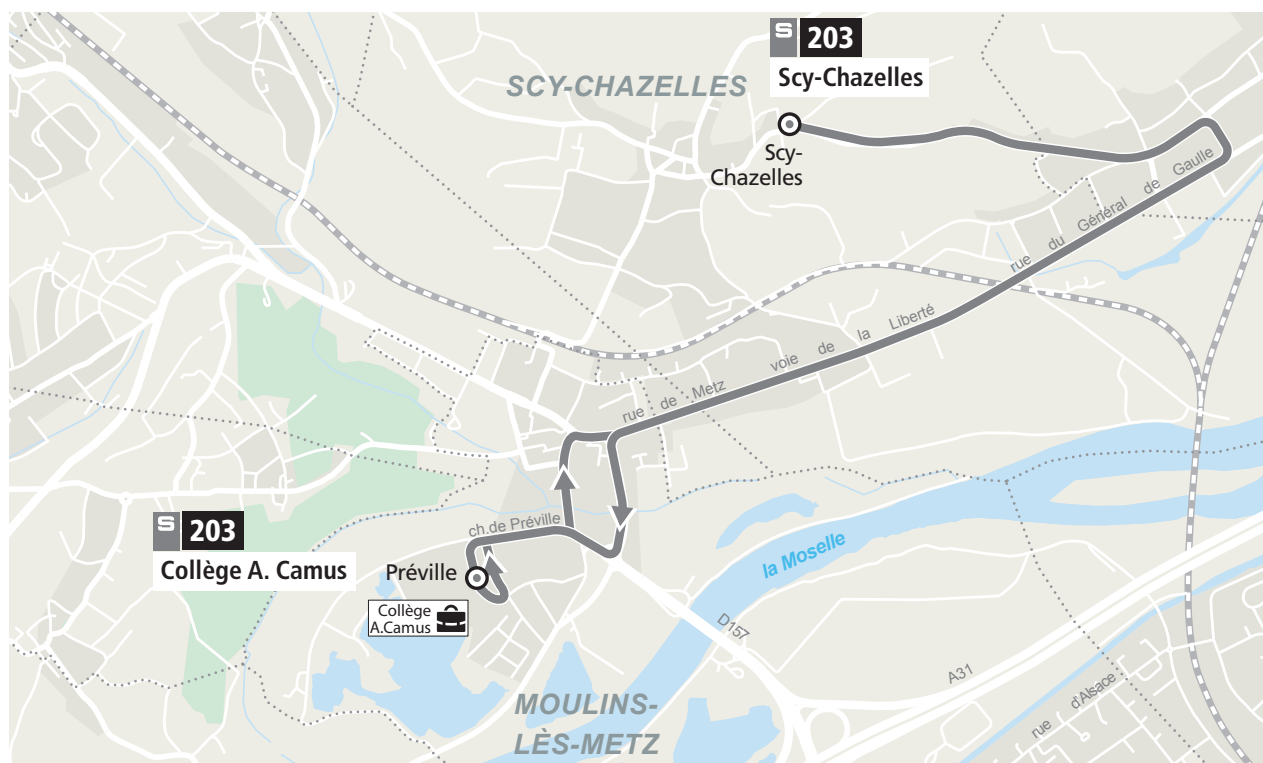 S 203
Scy-Chazelles
SCY-CHAZELLES
Scy-
Chazelles
rue du Général de Gaulle
voie de la Liberté
rue de Metz
ch.de Préville
S 203
Collège A. Camus
Préville
Collège
A.Camus
la Moselle
D157
A31
rue d'Alsace
MOULINS-
LÈS-METZ